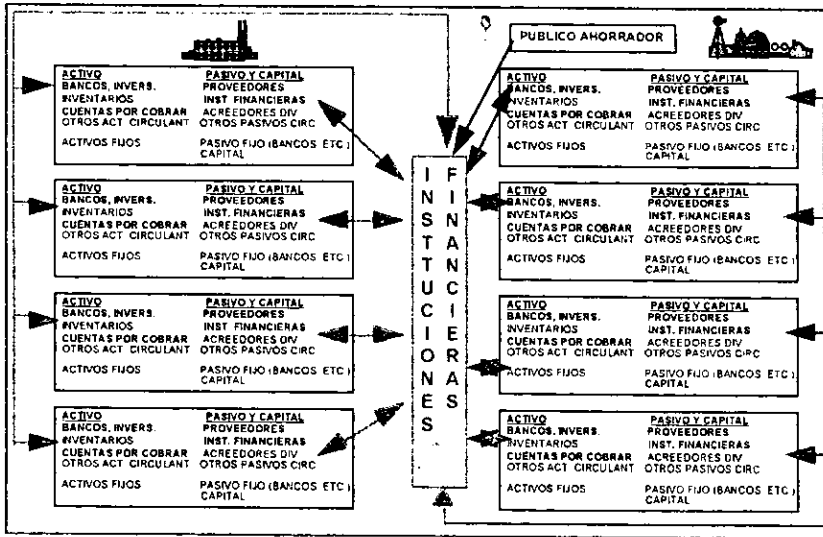 PUBLICO AHORRADOR
ACTIVO PASIVO Y CAPITAL
BANCOS, INVERS. PROVEEDORES
INVENTARIOS INST. FINANCIERAS
CUENTAS POR COBRAR ACREEDORES DIV
OTROS ACT CIRCULANT OTROS PASIVOS CIRC
ACTIVOS FIJOS PASIVO FIJO (BANCOS ETC)
CAPITAL
ACTIVO PASIVO Y CAPITAL
BANCOS, INVERS. PROVEEDORES
INVENTARIOS INST. FINANCIERAS
CUENTAS POR COBRAR ACREEDORES DIV
OTROS ACT CIRCULANT OTROS PASIVOS CIRC
ACTIVOS FIJOS PASIVO FIJO (BANCOS ETC)
CAPITAL
ACTIVO PASIVO Y CAPITAL
BANCOS, INVERS. PROVEEDORES
INVENTARIOS INST. FINANCIERAS
CUENTAS POR COBRAR ACREEDORES DIV
OTROS ACT CIRCULANT OTROS PASIVOS CIRC
ACTIVOS FIJOS PASIVO FIJO (BANCOS ETC)
CAPITAL
ACTIVO PASIVO Y CAPITAL
BANCOS, INVERS. PROVEEDORES
INVENTARIOS INST. FINANCIERAS
CUENTAS POR COBRAR ACREEDORES DIV
OTROS ACT CIRCULANT OTROS PASIVOS CIRC
ACTIVOS FIJOS PASIVO FIJO (BANCOS ETC)
CAPITAL
INSTTUCIONES
FINANCIERAS
ACTIVO PASIVO Y CAPITAL
BANCOS, INVERS. PROVEEDORES
INVENTARIOS INST. FINANCIERAS
CUENTAS POR COBRAR ACREEDORES DIV
OTROS ACT CIRCULANT OTROS PASIVOS CIRC
ACTIVOS FIJOS PASIVO FIJO (BANCOS ETC)
CAPITAL
ACTIVO PASIVO Y CAPITAL
BANCOS, INVERS. PROVEEDORES
INVENTARIOS INST. FINANCIERAS
CUENTAS POR COBRAR ACREEDORES DIV
OTROS ACT CIRCULANT OTROS PASIVOS CIRC
ACTIVOS FIJOS PASIVO FIJO (BANCOS ETC)
CAPITAL
ACTIVO PASIVO Y CAPITAL
BANCOS, INVERS. PROVEEDORES
INVENTARIOS INST. FINANCIERAS
CUENTAS POR COBRAR ACREEDORES DIV
OTROS ACT CIRCULANT OTROS PASIVOS CIRC
ACTIVOS FIJOS PASIVO FIJO (BANCOS ETC)
CAPITAL
ACTIVO PASIVO Y CAPITAL
BANCOS, INVERS. PROVEEDORES
INVENTARIOS INST. FINANCIERAS
CUENTAS POR COBRAR ACREEDORES DIV
OTROS ACT CIRCULANT OTROS PASIVOS CIRC
ACTIVOS FIJOS PASIVO FIJO (BANCOS ETC)
CAPITAL